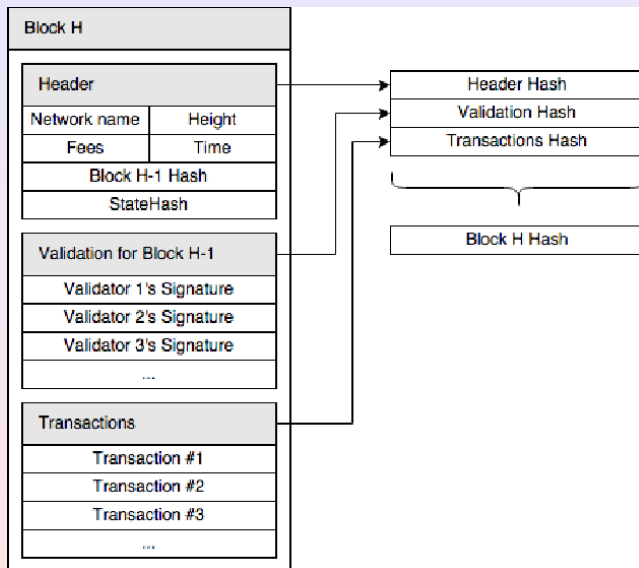 Block H
Header
Network name Height
Fees Time
Block H-1 Hash
StateHash
Validation for Block H-1
Validator 1's Signature
Validator 2's Signature
Validator 3's Signature
...
Transactions
Transaction #1
Transaction #2
Transaction #3
...
Header Hash
Validation Hash
Transactions Hash
Block H Hash